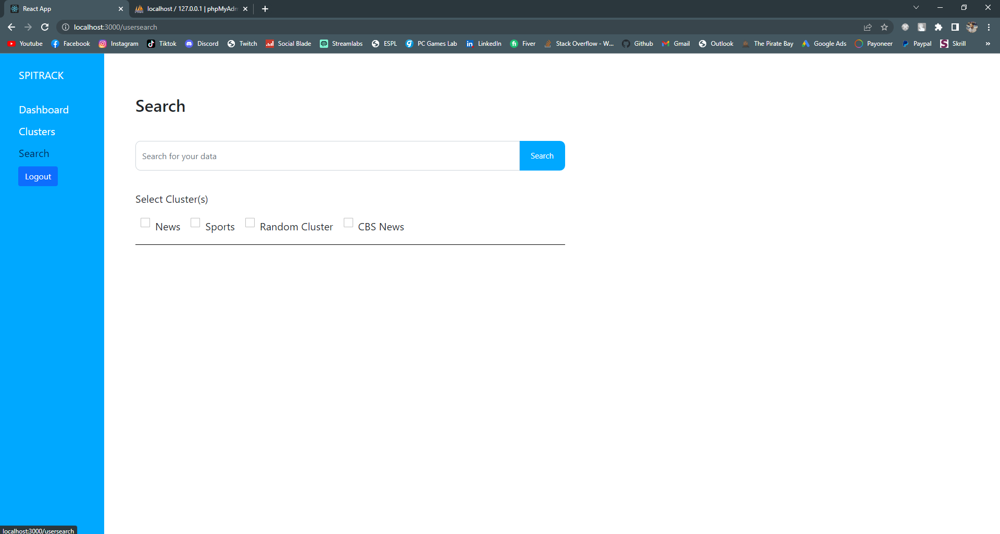 React App
localhost / 127.0.0.1 | phpMyAdm
localhost:3000/usersearch
Youtube Facebook Instagram Tiktok Discord Twitch Social Blade Streamlabs ESPL PC Games Lab LinkedIn Fiver Stack Overflow - W... Github Gmail Outlook The Pirate Bay Google Ads Payoneer Paypal Skrill »
SPITRACK
Dashboard
Clusters
Search
Logout
Search
Search for your data
Search
Select Cluster(s)
News Sports Random Cluster CBS News
localhost:3000/usersearch